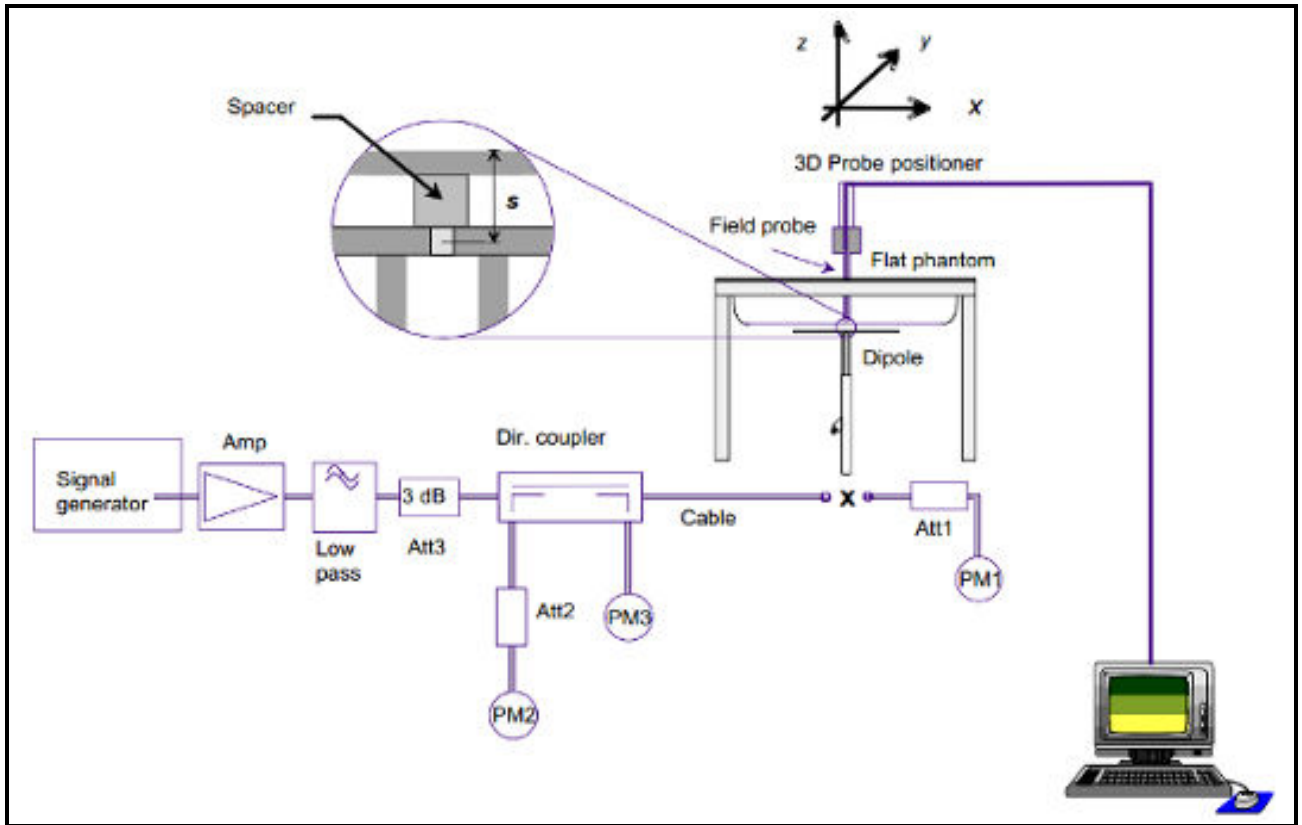 z
y
x
Spacer
s
3D Probe positioner
Field probe
Flat phantom
Dipole
Dir. coupler
Amp
Signal
generator
3 dB
Low
pass
Att3
Cable
X
Att1
PM1
Att2
PM3
PM2